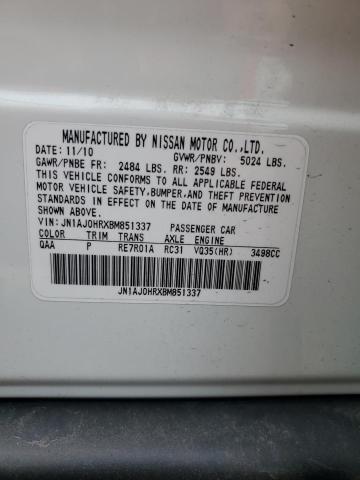 MANUFACTURED BY NISSAN MOTOR CO.,LTD.
DATE: 11/10 GVWR/PNBV: 5024 LBS.
GAWR/PNBE FR: 2484 LBS. RR: 2549 LBS.
THIS VEHICLE CONFORMS TO ALL APPLICABLE FEDERAL
MOTOR VEHICLE SAFETY, BUMPER, AND THEFT PREVENTION
STANDARDS IN EFFECT ON THE DATE OF MANUFACTURE SHOWN ABOVE.
VIN: JN1AJ0HRXBM851337 PASSENGER CAR
COLOR TRIM TRANS AXLE ENGINE
QAA P RE7R01A RC31 VQ35(HR) 3498CC
JN1AJ0HRXBM851337